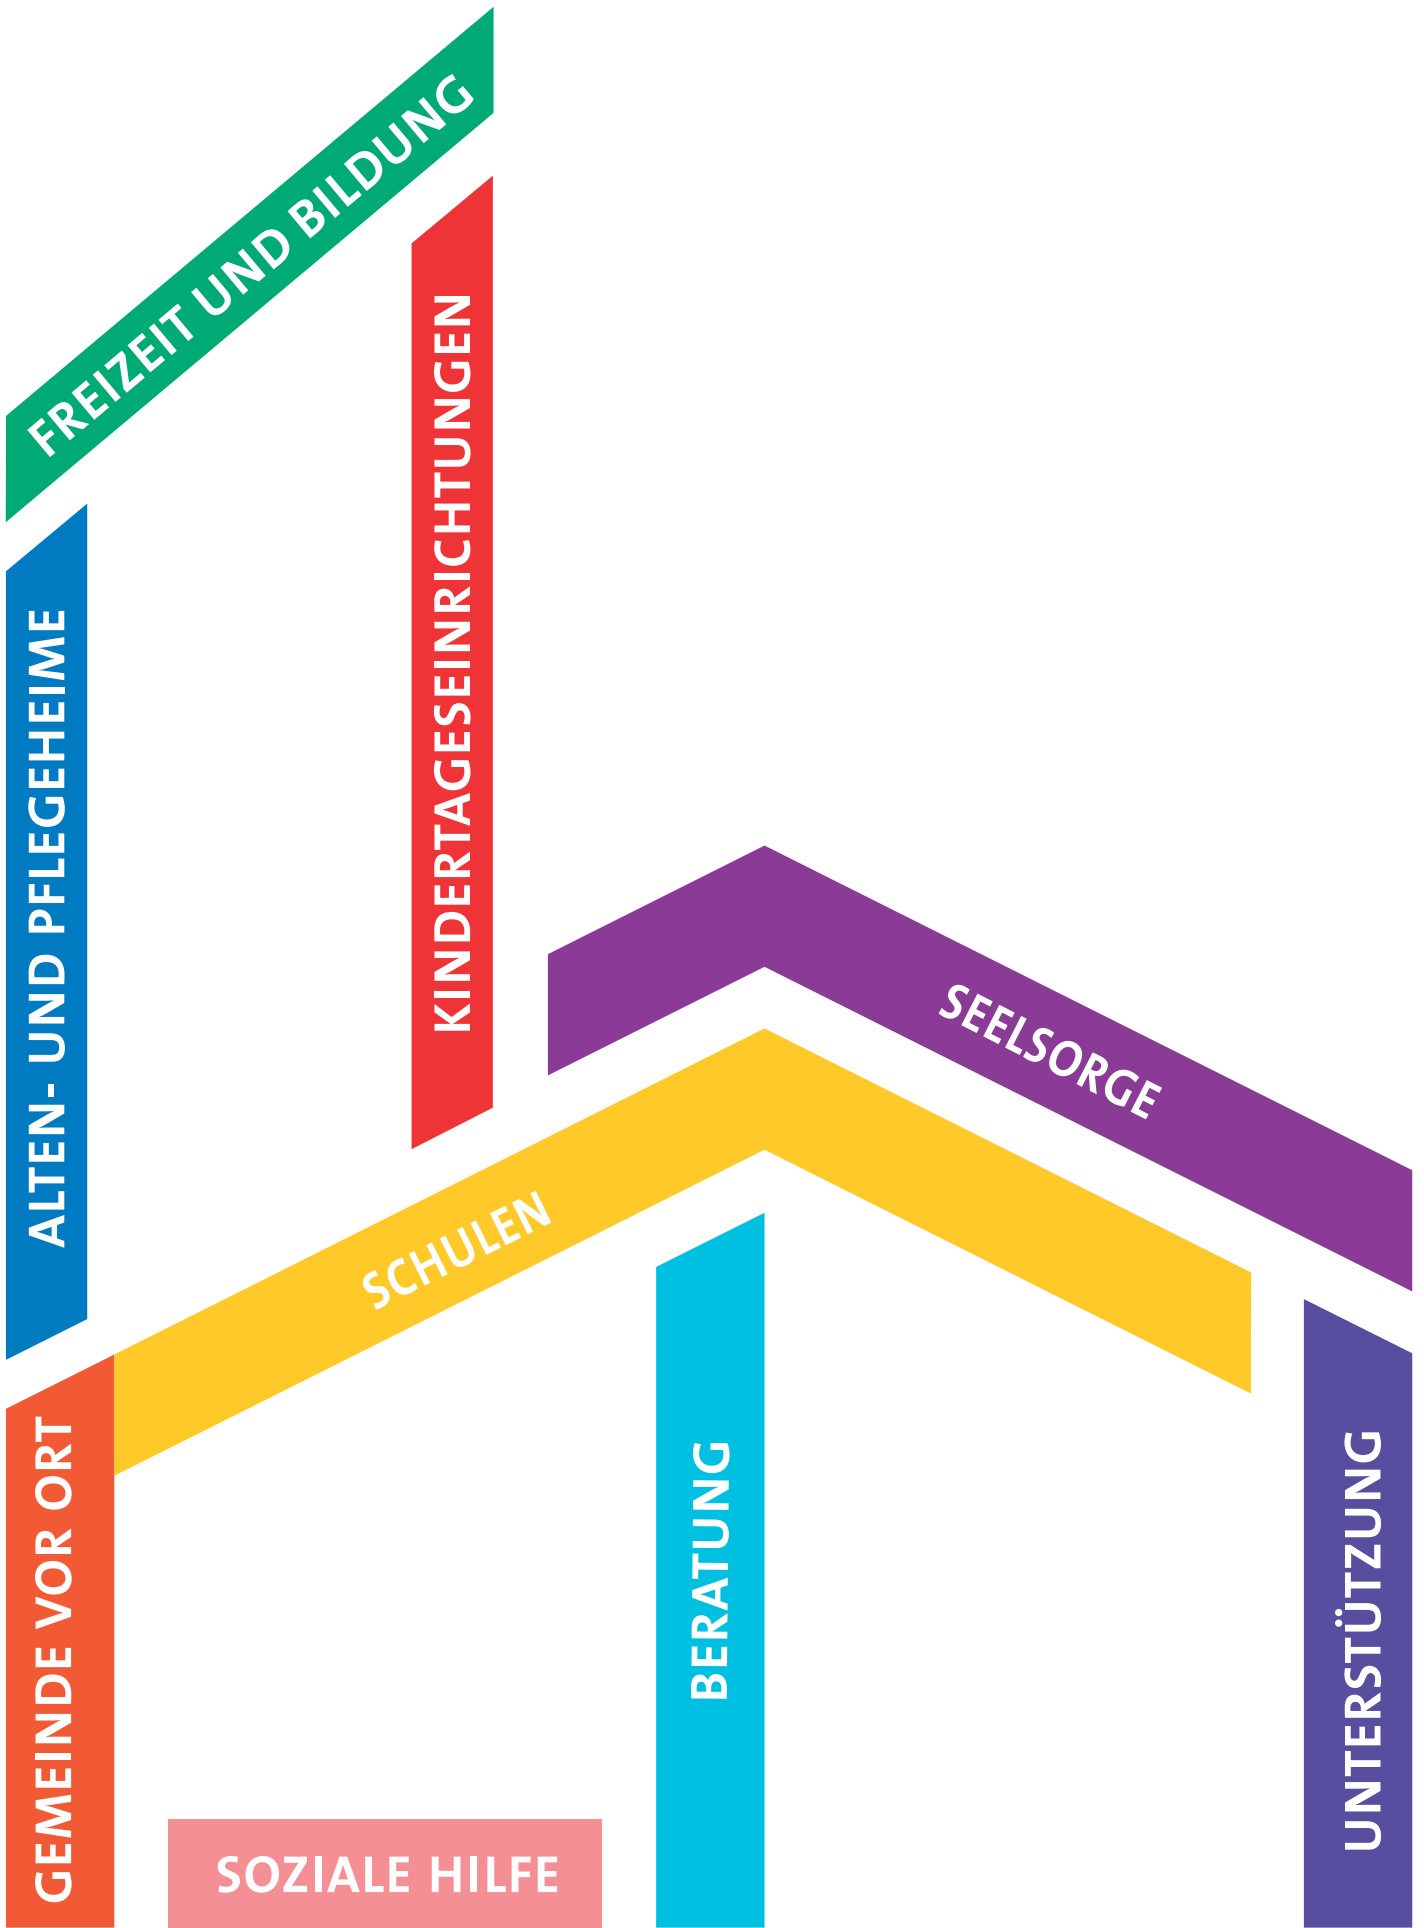 FREIZEIT UND BILDUNG
KINDERTAGESEINRICHTUNGEN
ALTEN- UND PFLEGEHEIME
SEELSORGE
SCHULEN
GEMEINDE VOR ORT
BERATUNG
UNTERSTÜTZUNG
SOZIALE HILFE